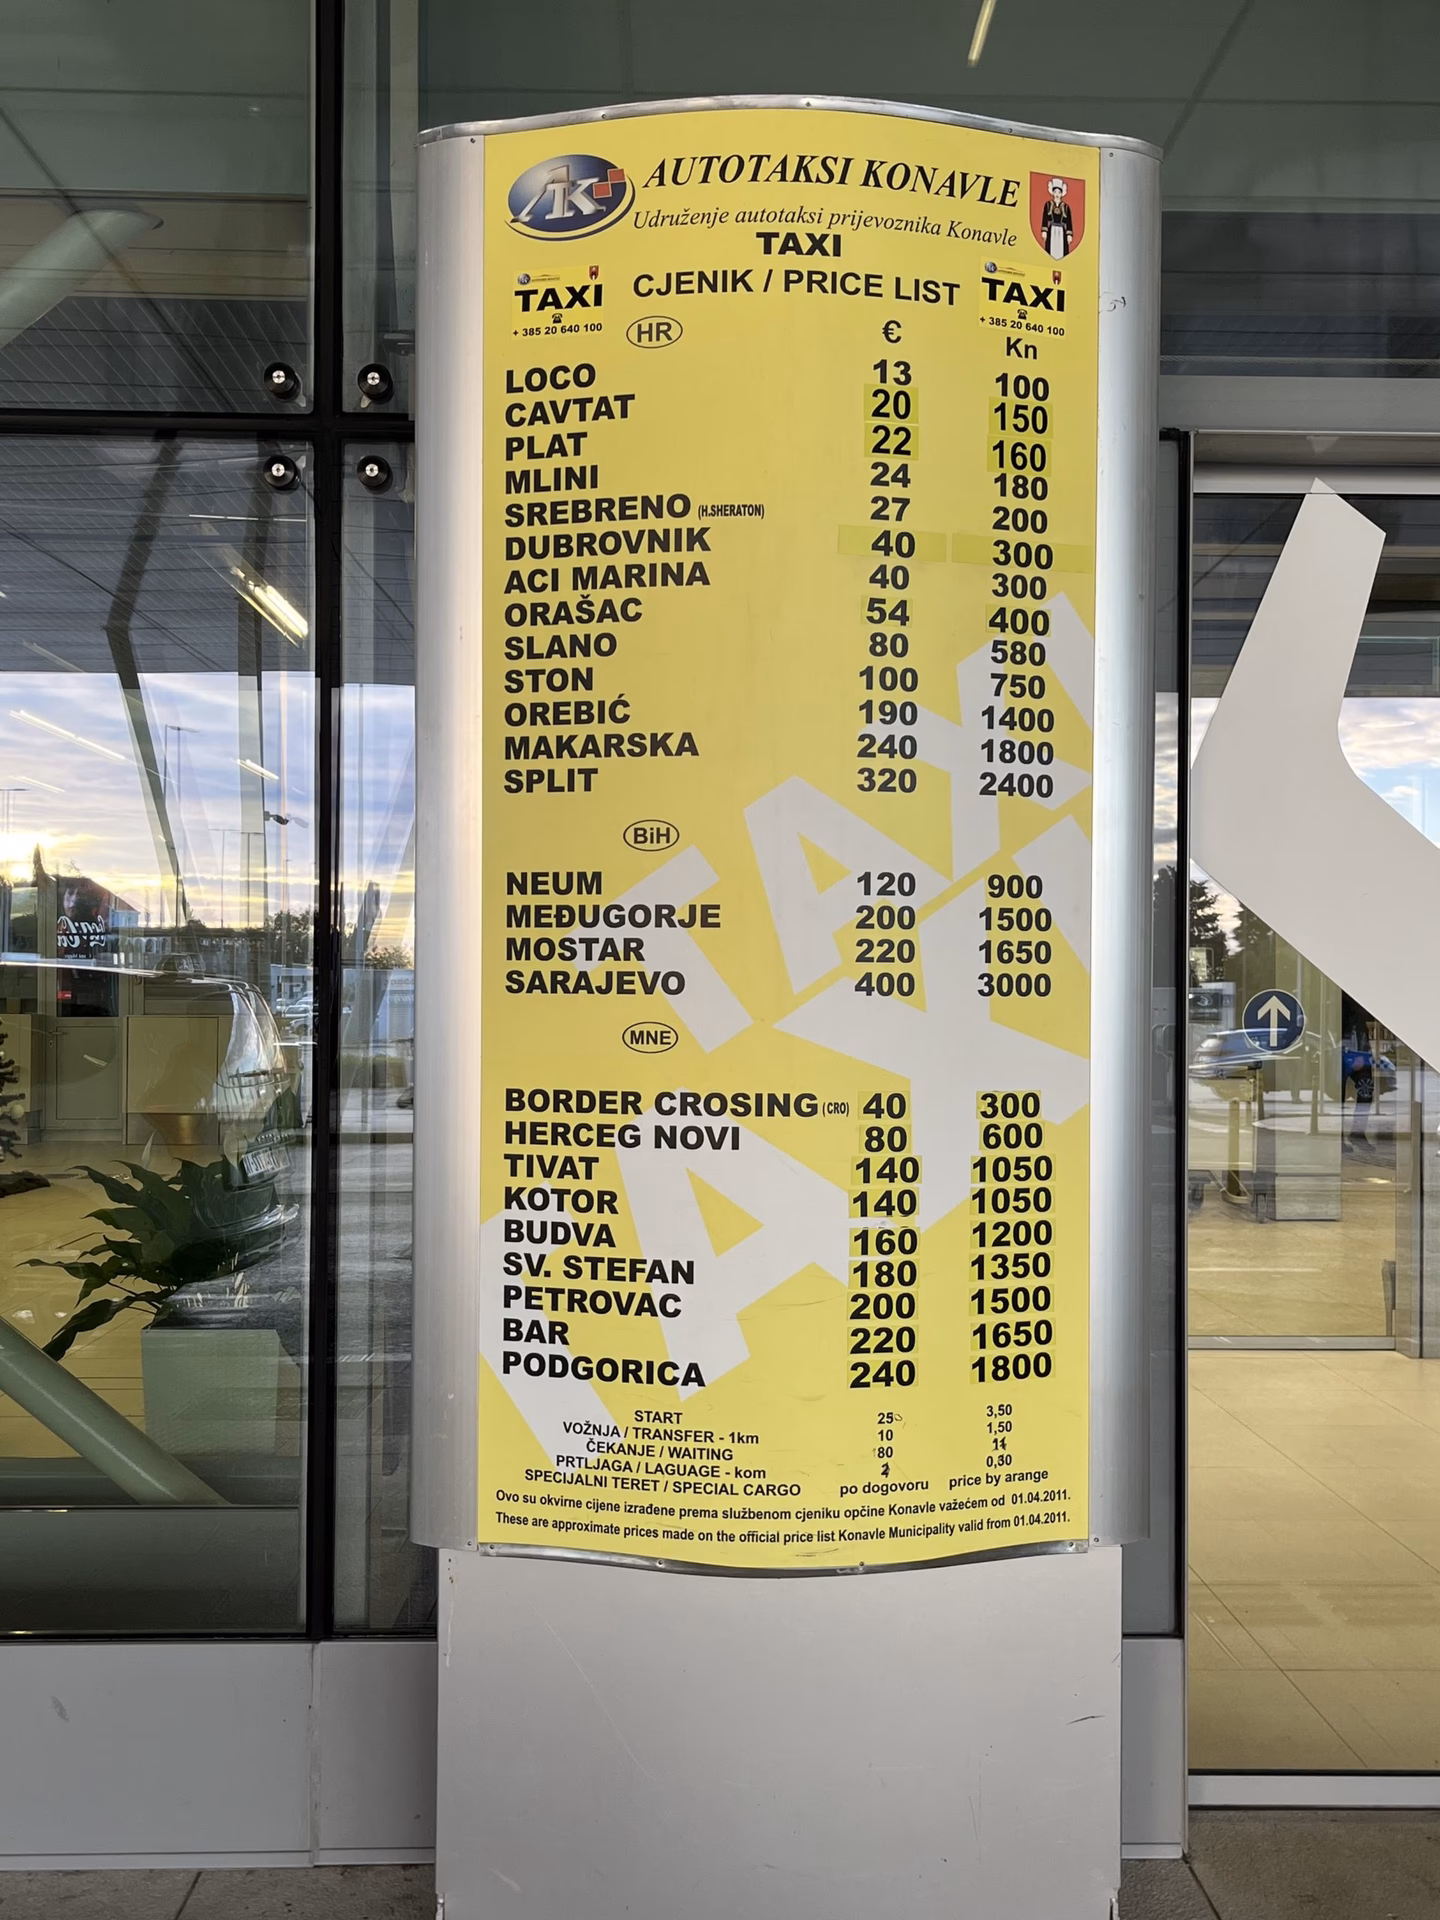 AK
AUTOTAKSI KONAVLE
Udruženje autotaksi prijevoznika Konavle
TAXI
CJENIK / PRICE LIST
TAXI
+ 385 20 640 100
TAXI
+ 385 20 640 100
HR € Kn
LOCO 13 100
CAVTAT 20 150
PLAT 22 160
MLINI 24 180
SREBRENO (H.SHERATON) 27 200
DUBROVNIK 40 300
ACI MARINA 40 300
ORAŠAC 54 400
SLANO 80 580
STON 100 750
OREBIĆ 190 1400
MAKARSKA 240 1800
SPLIT 320 2400
BiH
NEUM 120 900
MEĐUGORJE 200 1500
MOSTAR 220 1650
SARAJEVO 400 3000
MNE
BORDER CROSING (CRO) 40 300
HERCEG NOVI 80 600
TIVAT 140 1050
KOTOR 140 1050
BUDVA 160 1200
SV. STEFAN 180 1350
PETROVAC 200 1500
BAR 220 1650
PODGORICA 240 1800
START 25 3,50
VOŽNJA / TRANSFER - 1km 10 1,50
ČEKANJE / WAITING 80
PRTLJAGA / LAGUAGE - kom 0,30
SPECIJALNI TERET / SPECIAL CARGO po dogovoru price by arange
Ovo su okvirne cijene izrađene prema službenom cjeniku opčine Konavle važećem od 01.04.2011.
These are approximate prices made on the official price list Konavle Municipality valid from 01.04.2011.
TAXI
TAXI